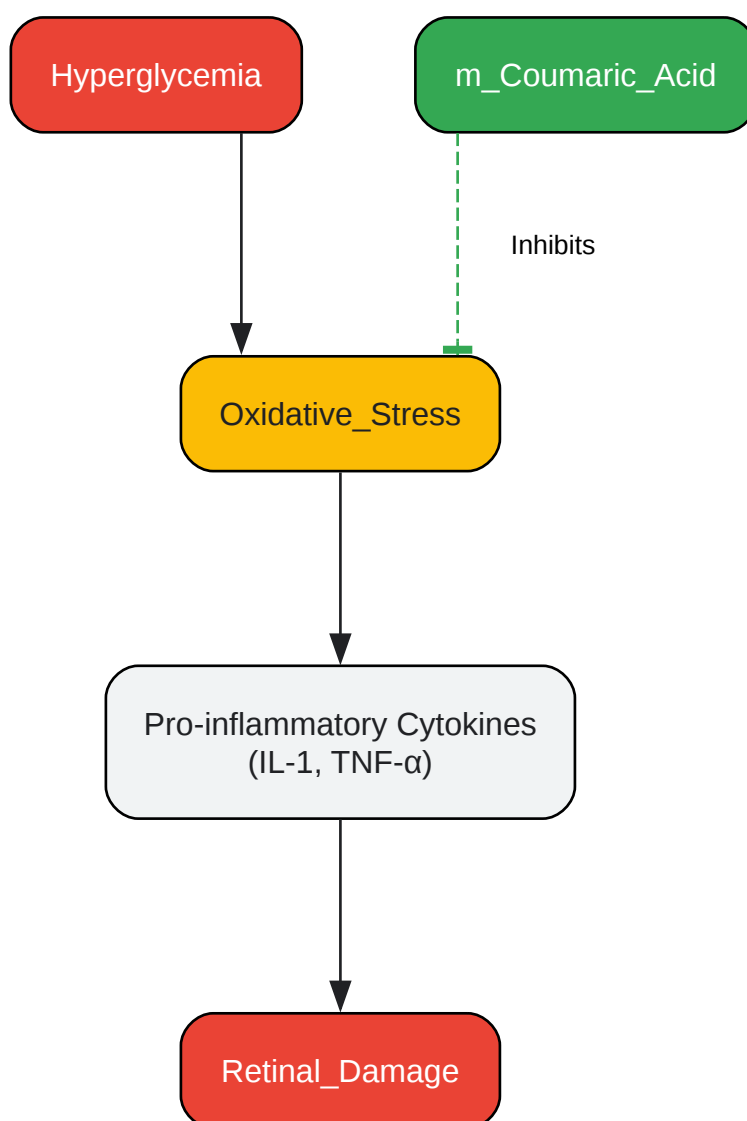 Hyperglycemia
m_Coumaric_Acid
Inhibits
Oxidative_Stress
Pro-inflammatory Cytokines
(IL-1, TNF-α)
Retinal_Damage